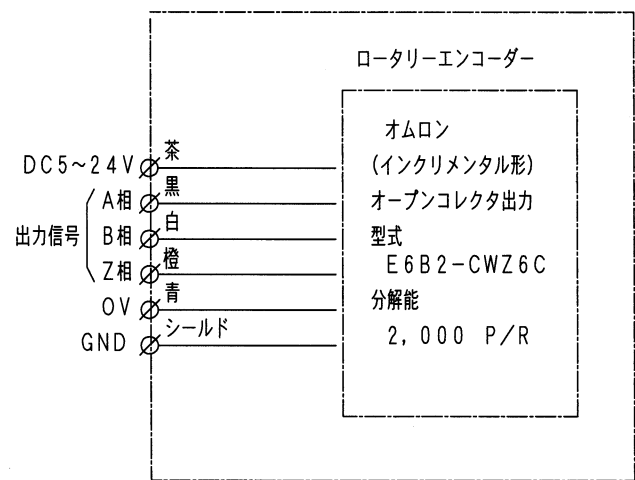 ロータリーエンコーダー
オムロン
(インクリメンタル形)
オープンコレクタ出力
型式
E6B2-CWZ6C
分解能
2,000 P/R
DC5~24V 茶
A相 黒
出力信号 B相 白
Z相 橙
0V 青
GND シールド